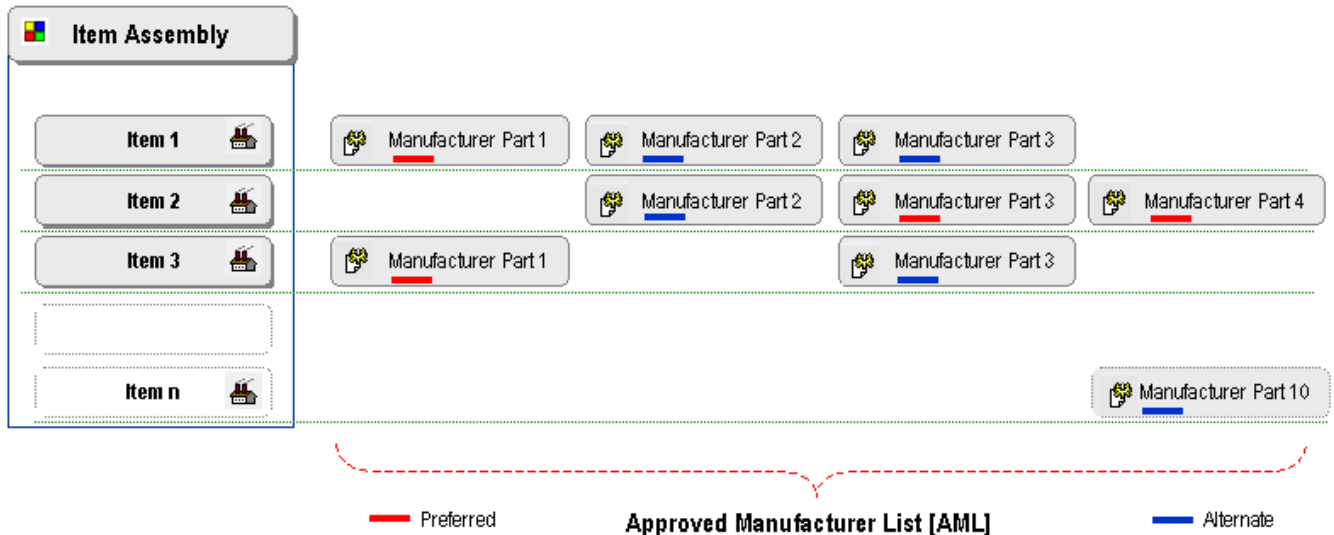 Item Assembly
Item 1 Manufacturer Part 1 Manufacturer Part 2 Manufacturer Part 3
Item 2 Manufacturer Part 2 Manufacturer Part 3 Manufacturer Part 4
Item 3 Manufacturer Part 1 Manufacturer Part 3
Item n Manufacturer Part 10
Preferred Approved Manufacturer List [AML] Alternate